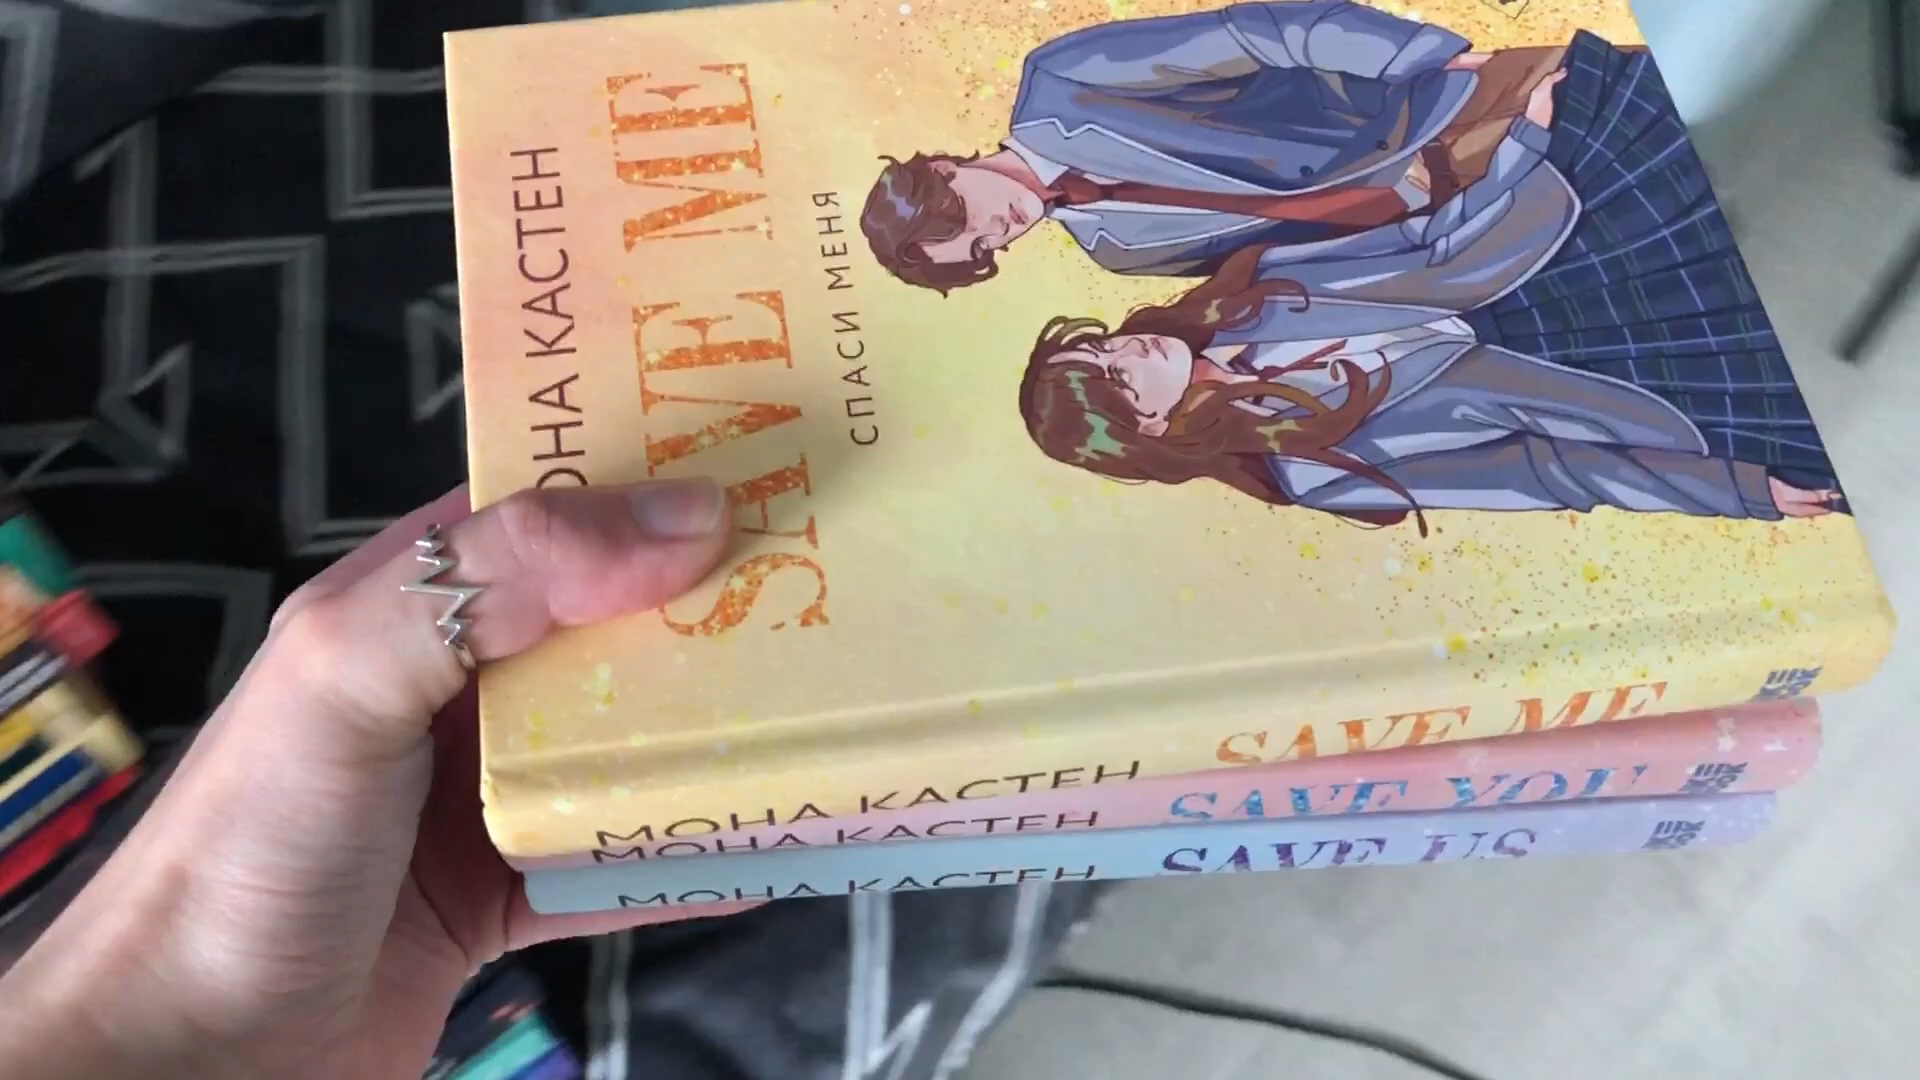 МОНА КАСТЕН
SAVE ME
СПАСИ МЕНЯ
МОНА КАСТЕН SAVE ME
МОНА КАСТЕН SAVE YOU
МОНА КАСТЕН SAVE US